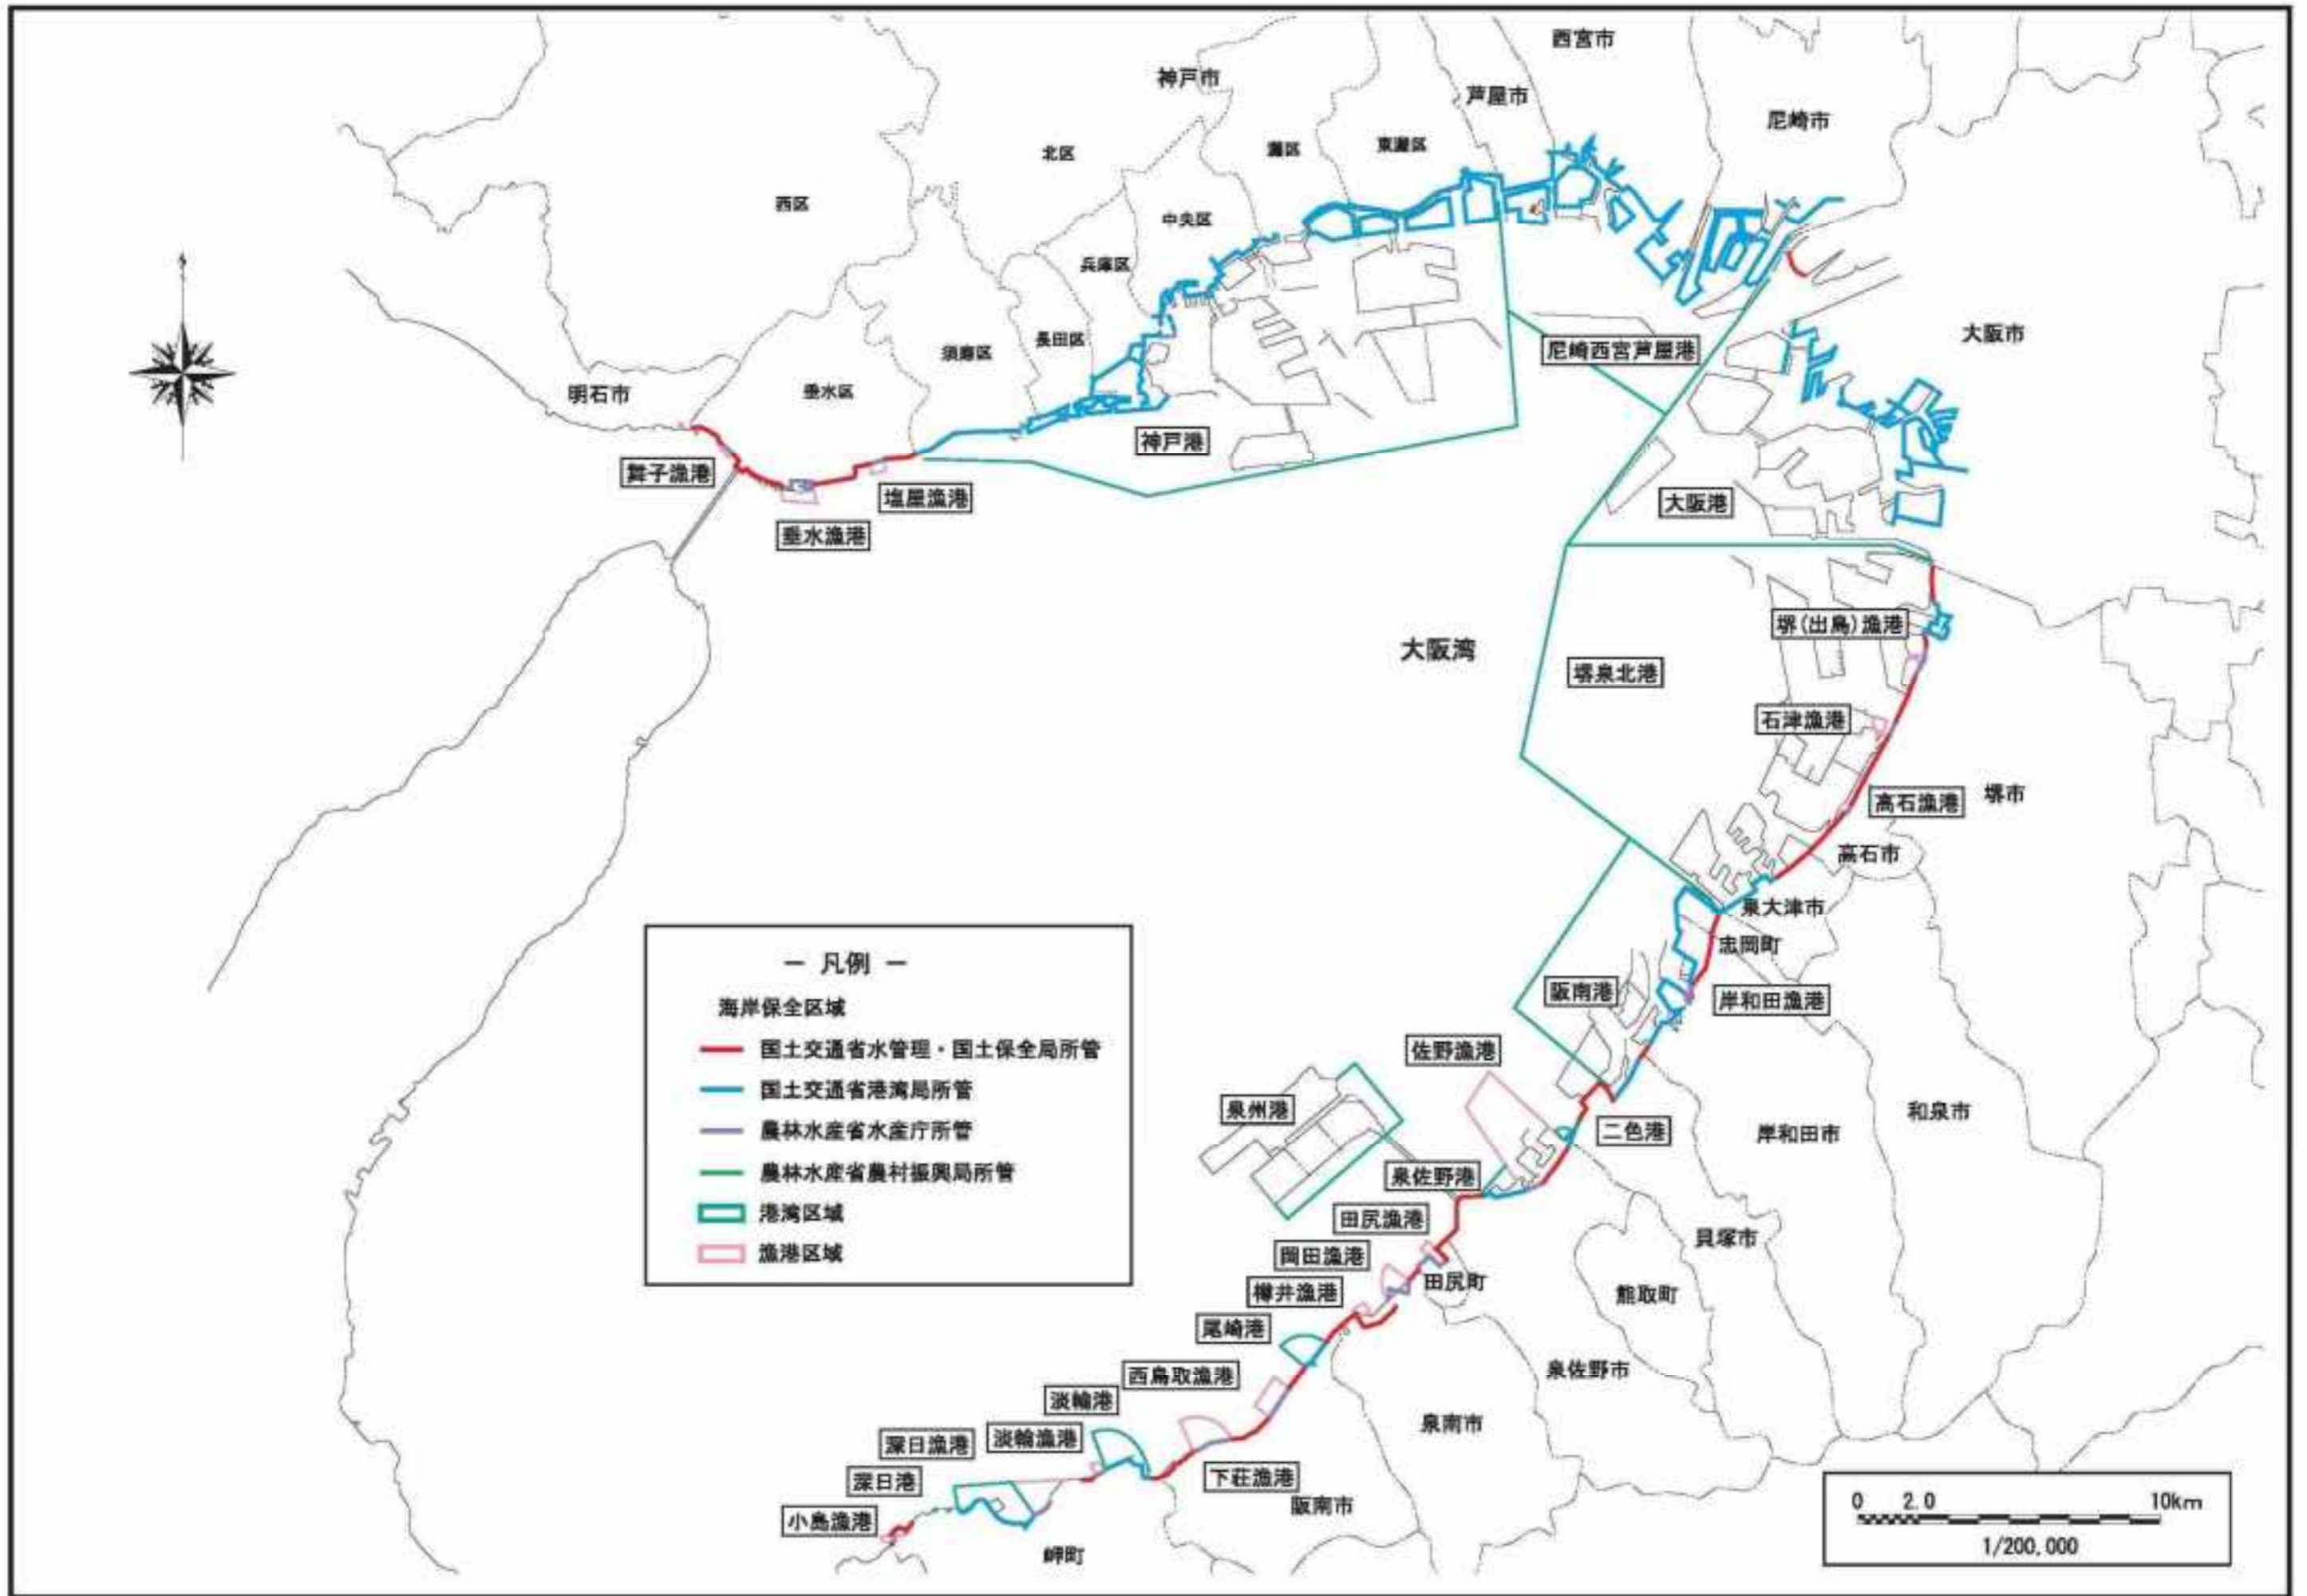 西宮市
神戸市
芦屋市
尼崎市
北区
灘区
東灘区
西区
中央区
兵庫区
長田区
須磨区
大阪市
尼崎西宮芦屋港
明石市
垂水区
神戸港
舞子漁港
塩屋漁港
大阪港
垂水漁港
堺(出島)漁港
大阪湾
堺泉北港
石津漁港
高石漁港
堺市
高石市
泉大津市
忠岡町
阪南港
岸和田漁港
佐野漁港
泉州港
二色港
岸和田市
和泉市
泉佐野港
田尻漁港
貝塚市
岡田漁港
田尻町
樽井漁港
熊取町
尾崎港
泉佐野市
西鳥取漁港
淡輪港
泉南市
深日漁港
淡輪漁港
深日港
下荘漁港
阪南市
小島漁港
岬町
− 凡例 −
海岸保全区域
国土交通省水管理・国土保全局所管
国土交通省港湾局所管
農林水産省水産庁所管
農林水産省農村振興局所管
港湾区域
漁港区域
0 2.0 10km
1/200,000